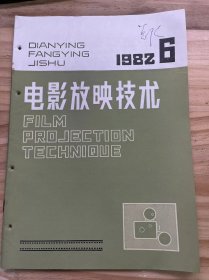 DIANYING
FANGYING
JISHU
1982 6
电影放映技术
FILM
PROJECTION
TECHNIQUE